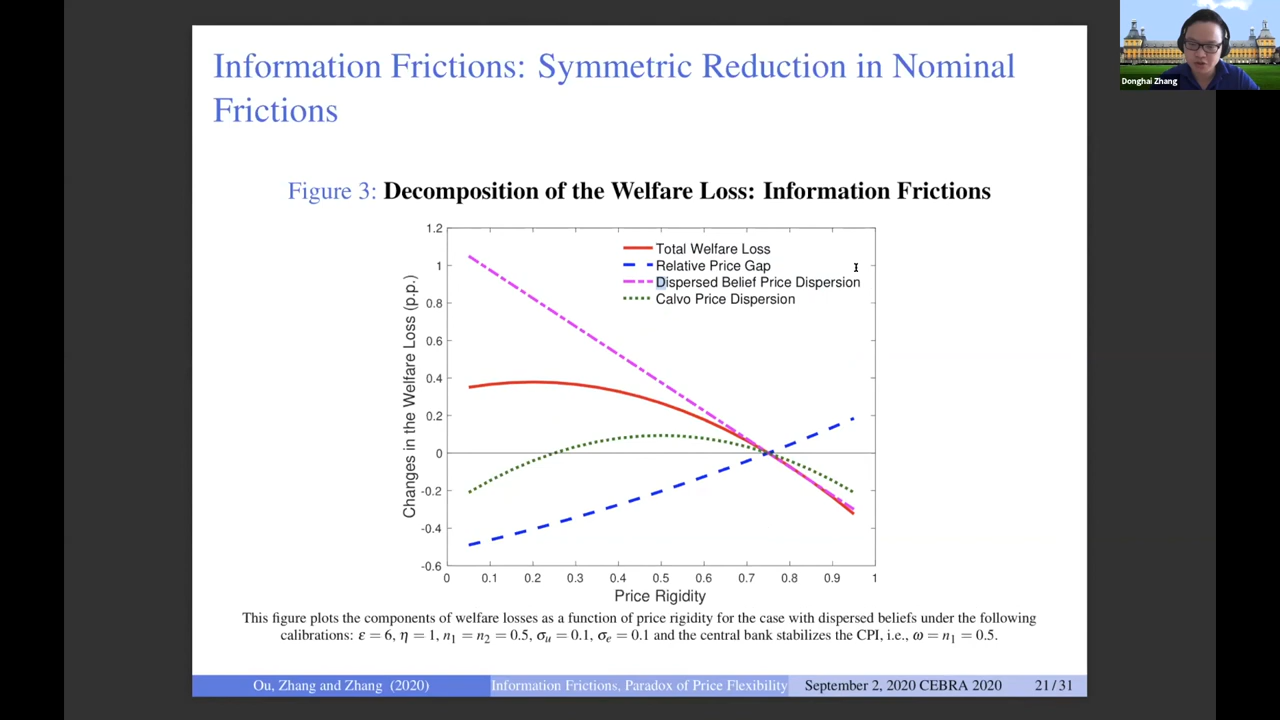 Information Frictions: Symmetric Reduction in Nominal
Frictions
Donghai Zhang
Figure 3: Decomposition of the Welfare Loss: Information Frictions
Total Welfare Loss
Relative Price Gap
Dispersed Belief Price Dispersion
Calvo Price Dispersion
Changes in the Welfare Loss (p.p.)
1.2
1
0.8
0.6
0.4
0.2
0
-0.2
-0.4
-0.6
0 0.1 0.2 0.3 0.4 0.5 0.6 0.7 0.8 0.9 1
Price Rigidity
This figure plots the components of welfare losses as a function of price rigidity for the case with dispersed beliefs under the following
calibrations: ε = 6, η = 1, n₁ = n₂ = 0.5, σᵤ = 0.1, σₑ = 0.1 and the central bank stabilizes the CPI, i.e., ω = n₁ = 0.5.
Ou, Zhang and Zhang (2020) Information Frictions, Paradox of Price Flexibility September 2, 2020 CEBRA 2020 21 / 31